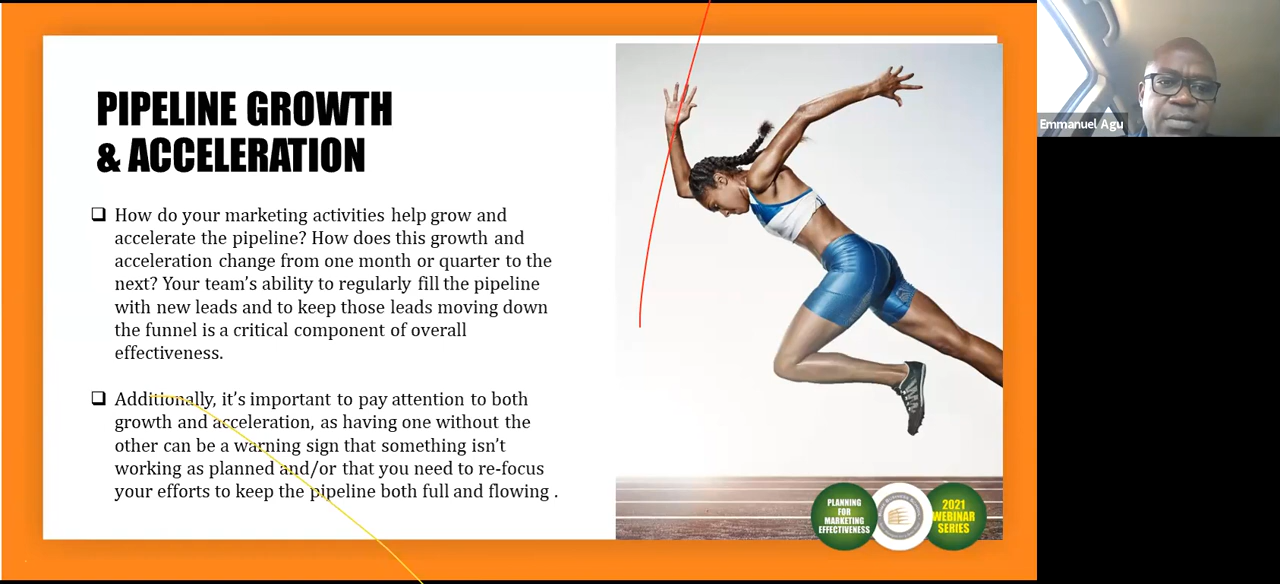 PIPELINE GROWTH
& ACCELERATION
How do your marketing activities help grow and
accelerate the pipeline? How does this growth and
acceleration change from one month or quarter to the
next? Your team's ability to regularly fill the pipeline
with new leads and to keep those leads moving down
the funnel is a critical component of overall
effectiveness.
Additionally, it's important to pay attention to both
growth and acceleration, as having one without the
other can be a warning sign that something isn't
working as planned and/or that you need to re-focus
your efforts to keep the pipeline both full and flowing .
PLANNING
FOR
MARKETING
EFFECTIVENESS
2021
WEBINAR
SERIES
Emmanuel Agu